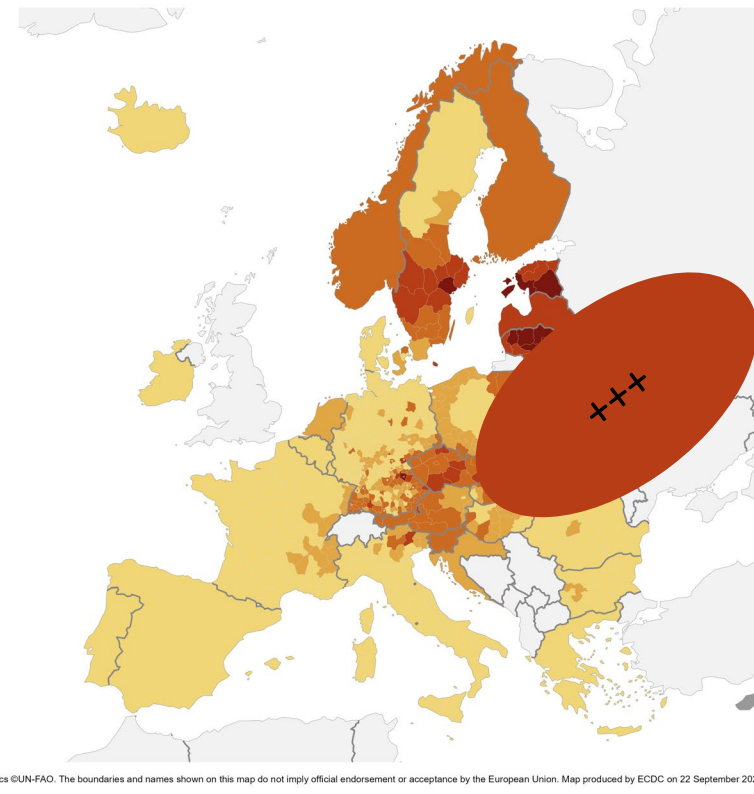 ©UN-FAO. The boundaries and names shown on this map do not imply official endorsement or acceptance by the European Union. Map produced by ECDC on 22 September